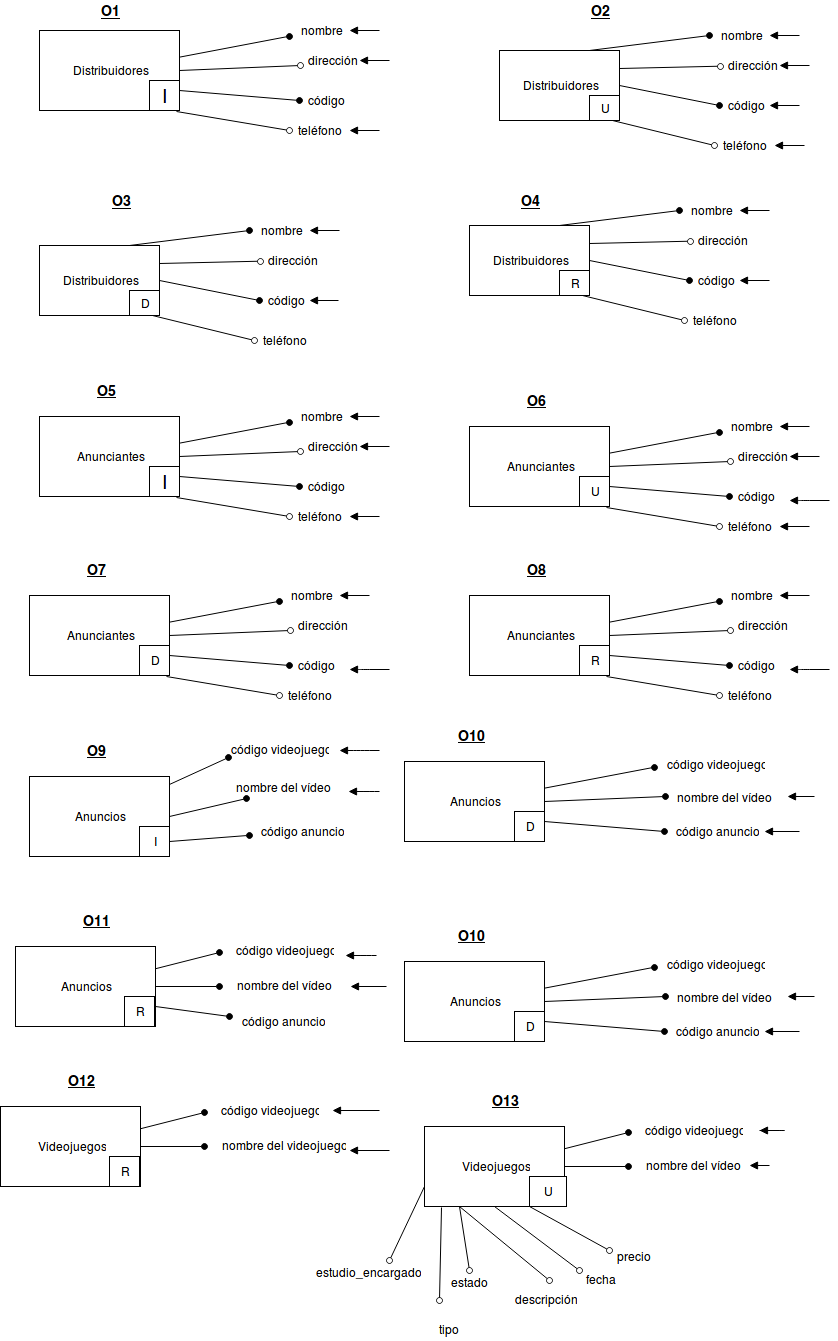 O1
nombre
Distribuidores
dirección
I
código
teléfono
O2
nombre
dirección
Distribuidores
código
U
teléfono
O3
nombre
dirección
Distribuidores
código
D
teléfono
O4
nombre
dirección
Distribuidores
código
R
teléfono
O5
nombre
dirección
Anunciantes
código
I
teléfono
O6
nombre
dirección
Anunciantes
código
U
teléfono
O7
nombre
dirección
Anunciantes
código
D
teléfono
O8
nombre
dirección
Anunciantes
código
R
teléfono
O9
código videojuego
nombre del vídeo
Anuncios
código anuncio
I
O10
código videojuego
nombre del vídeo
Anuncios
código anuncio
D
O11
código videojuego
nombre del vídeo
Anuncios
código anuncio
R
O10
código videojuego
nombre del vídeo
Anuncios
código anuncio
D
O12
código videojuego
nombre del videojuego
Videojuegos
R
O13
código videojuego
nombre del vídeo
Videojuegos
U
precio
estudio_encargado
estado
fecha
descripción
tipo